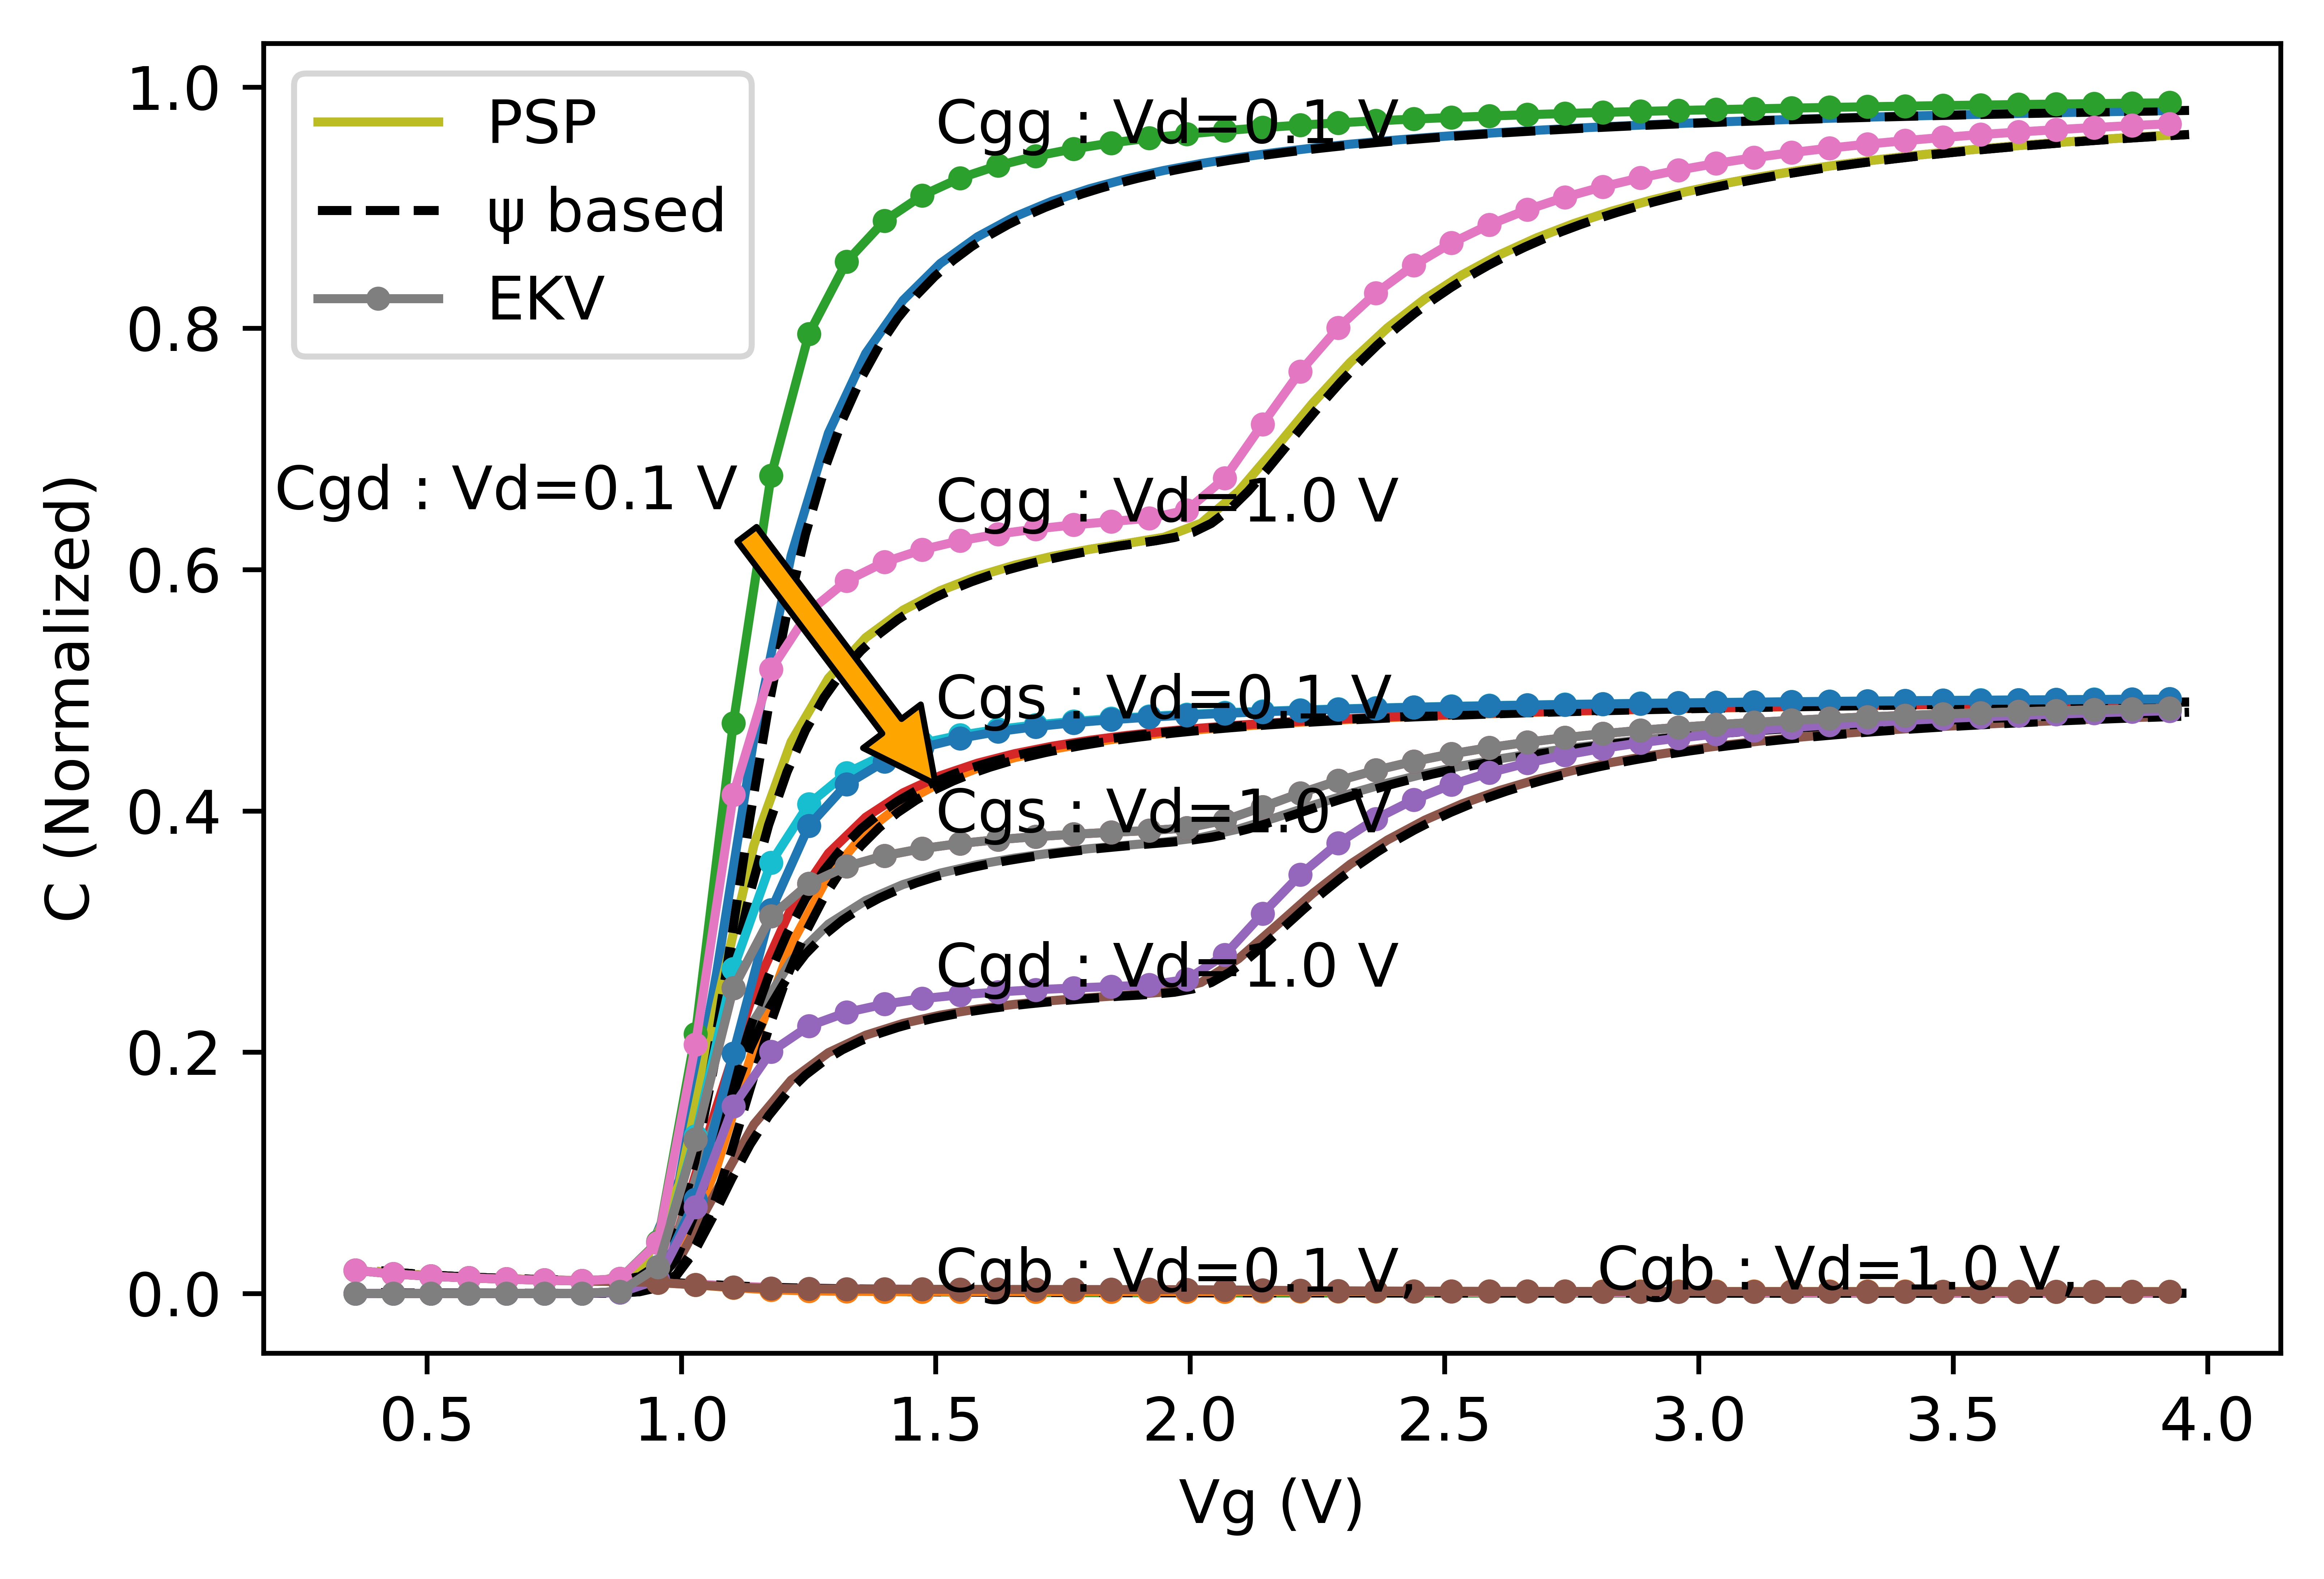 PSP
ψ based
EKV
Cgg : Vd=0.1 V
Cgd : Vd=0.1 V
Cgg : Vd=1.0 V
Cgs : Vd=0.1 V
Cgs : Vd=1.0 V
Cgd : Vd=1.0 V
Cgb : Vd=0.1 V,
Cgb : Vd=1.0 V,
C (Normalized)
1.0
0.8
0.6
0.4
0.2
0.0
0.5 1.0 1.5 2.0 2.5 3.0 3.5 4.0
Vg (V)